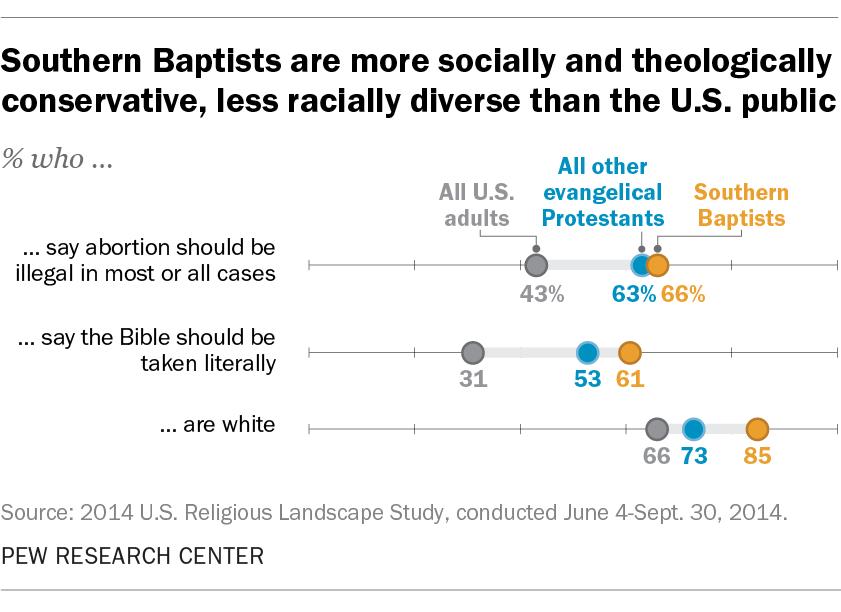 Southern Baptists are more socially and theologically
conservative, less racially diverse than the U.S. public
% who ...
All U.S.
adults
All other
evangelical
Protestants
Southern
Baptists
... say abortion should be
illegal in most or all cases
43% 63% 66%
... say the Bible should be
taken literally
31 53 61
... are white
66 73 85
Source: 2014 U.S. Religious Landscape Study, conducted June 4-Sept. 30, 2014.
PEW RESEARCH CENTER